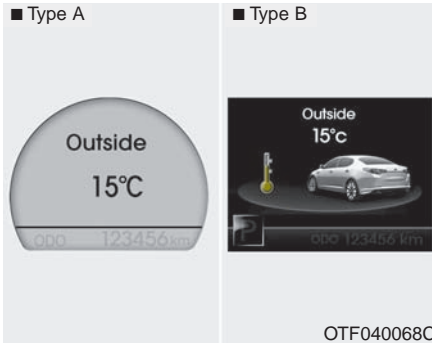 ■ Type A
Outside
15°C
ODO 123456 km
■ Type B
Outside
15°c
P
ODO 123456 km
OTF040068C